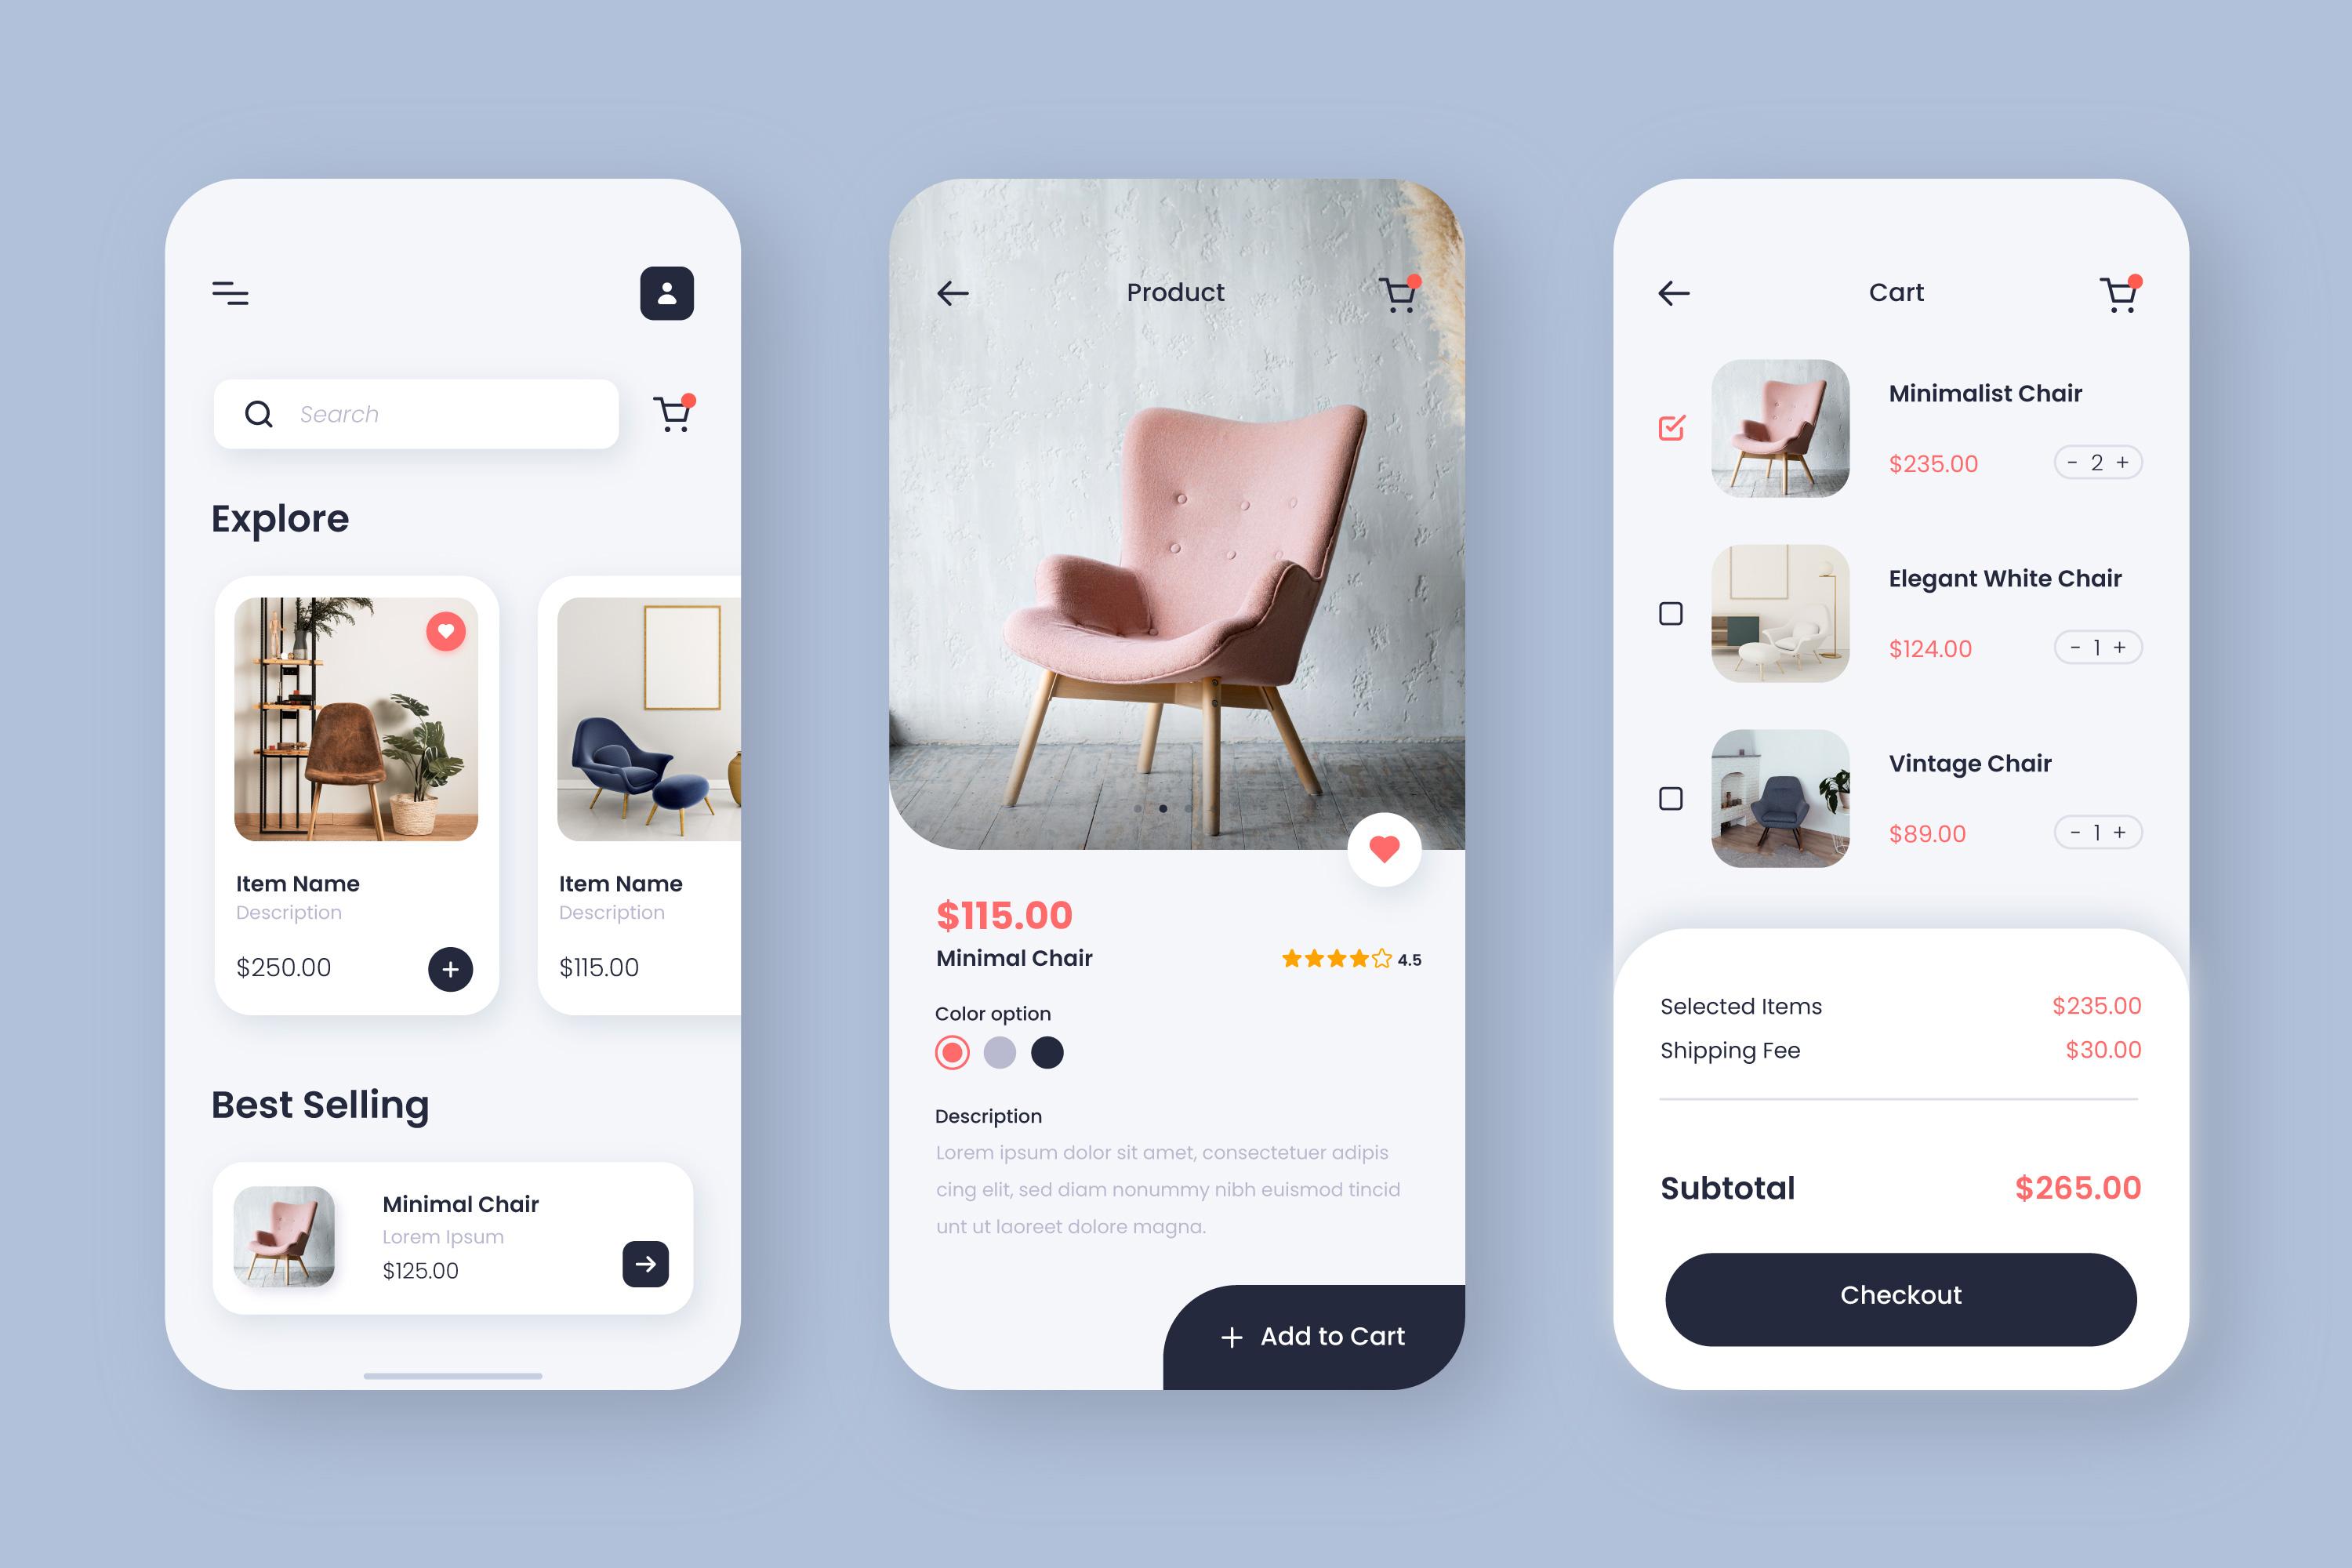 Search
Explore
Item Name
Description
$250.00
+
Item Name
Description
$115.00
Best Selling
Minimal Chair
Lorem Ipsum
$125.00
Product
$115.00
Minimal Chair
4.5
Color option
Description
Lorem ipsum dolor sit amet, consectetuer adipis
cing elit, sed diam nonummy nibh euismod tincid
unt ut laoreet dolore magna.
+ Add to Cart
Cart
Minimalist Chair
$235.00
- 2 +
Elegant White Chair
$124.00
- 1 +
Vintage Chair
$89.00
- 1 +
Selected Items $235.00
Shipping Fee $30.00
Subtotal $265.00
Checkout